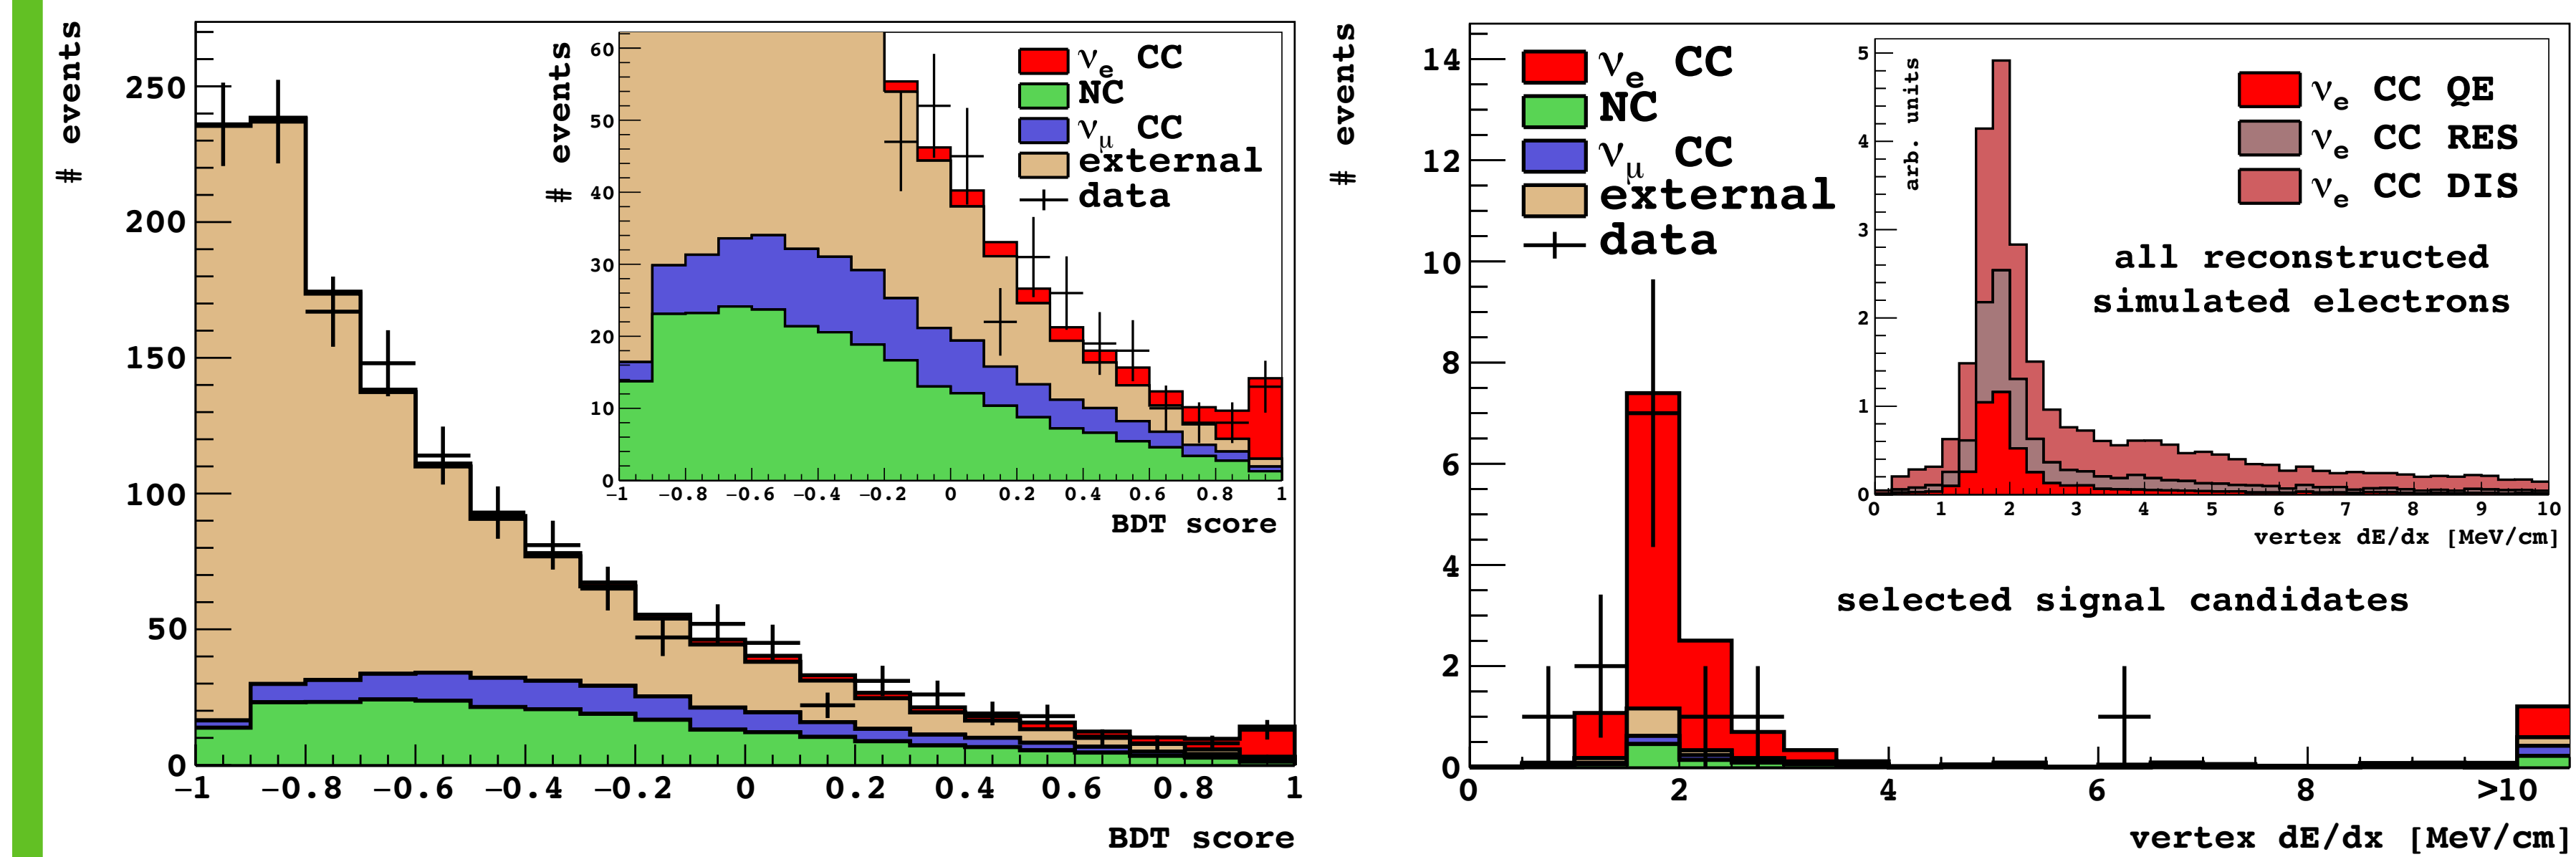 # events
250
200
150
100
50
0
−1 −0.8 −0.6 −0.4 −0.2 0 0.2 0.4 0.6 0.8 1
BDT score
# events
60
50
40
30
20
10
0
−1 −0.8 −0.6 −0.4 −0.2 0 0.2 0.4 0.6 0.8 1
BDT score
νe CC
NC
νμ CC
external
data
# events
14
12
10
8
6
4
2
0
0 2 4 6 8 >10
vertex dE/dx [MeV/cm]
νe CC
NC
νμ CC
external
data
selected signal candidates
arb. units
5
4
3
2
1
0
0 1 2 3 4 5 6 7 8 9 10
vertex dE/dx [MeV/cm]
νe CC QE
νe CC RES
νe CC DIS
all reconstructed
simulated electrons